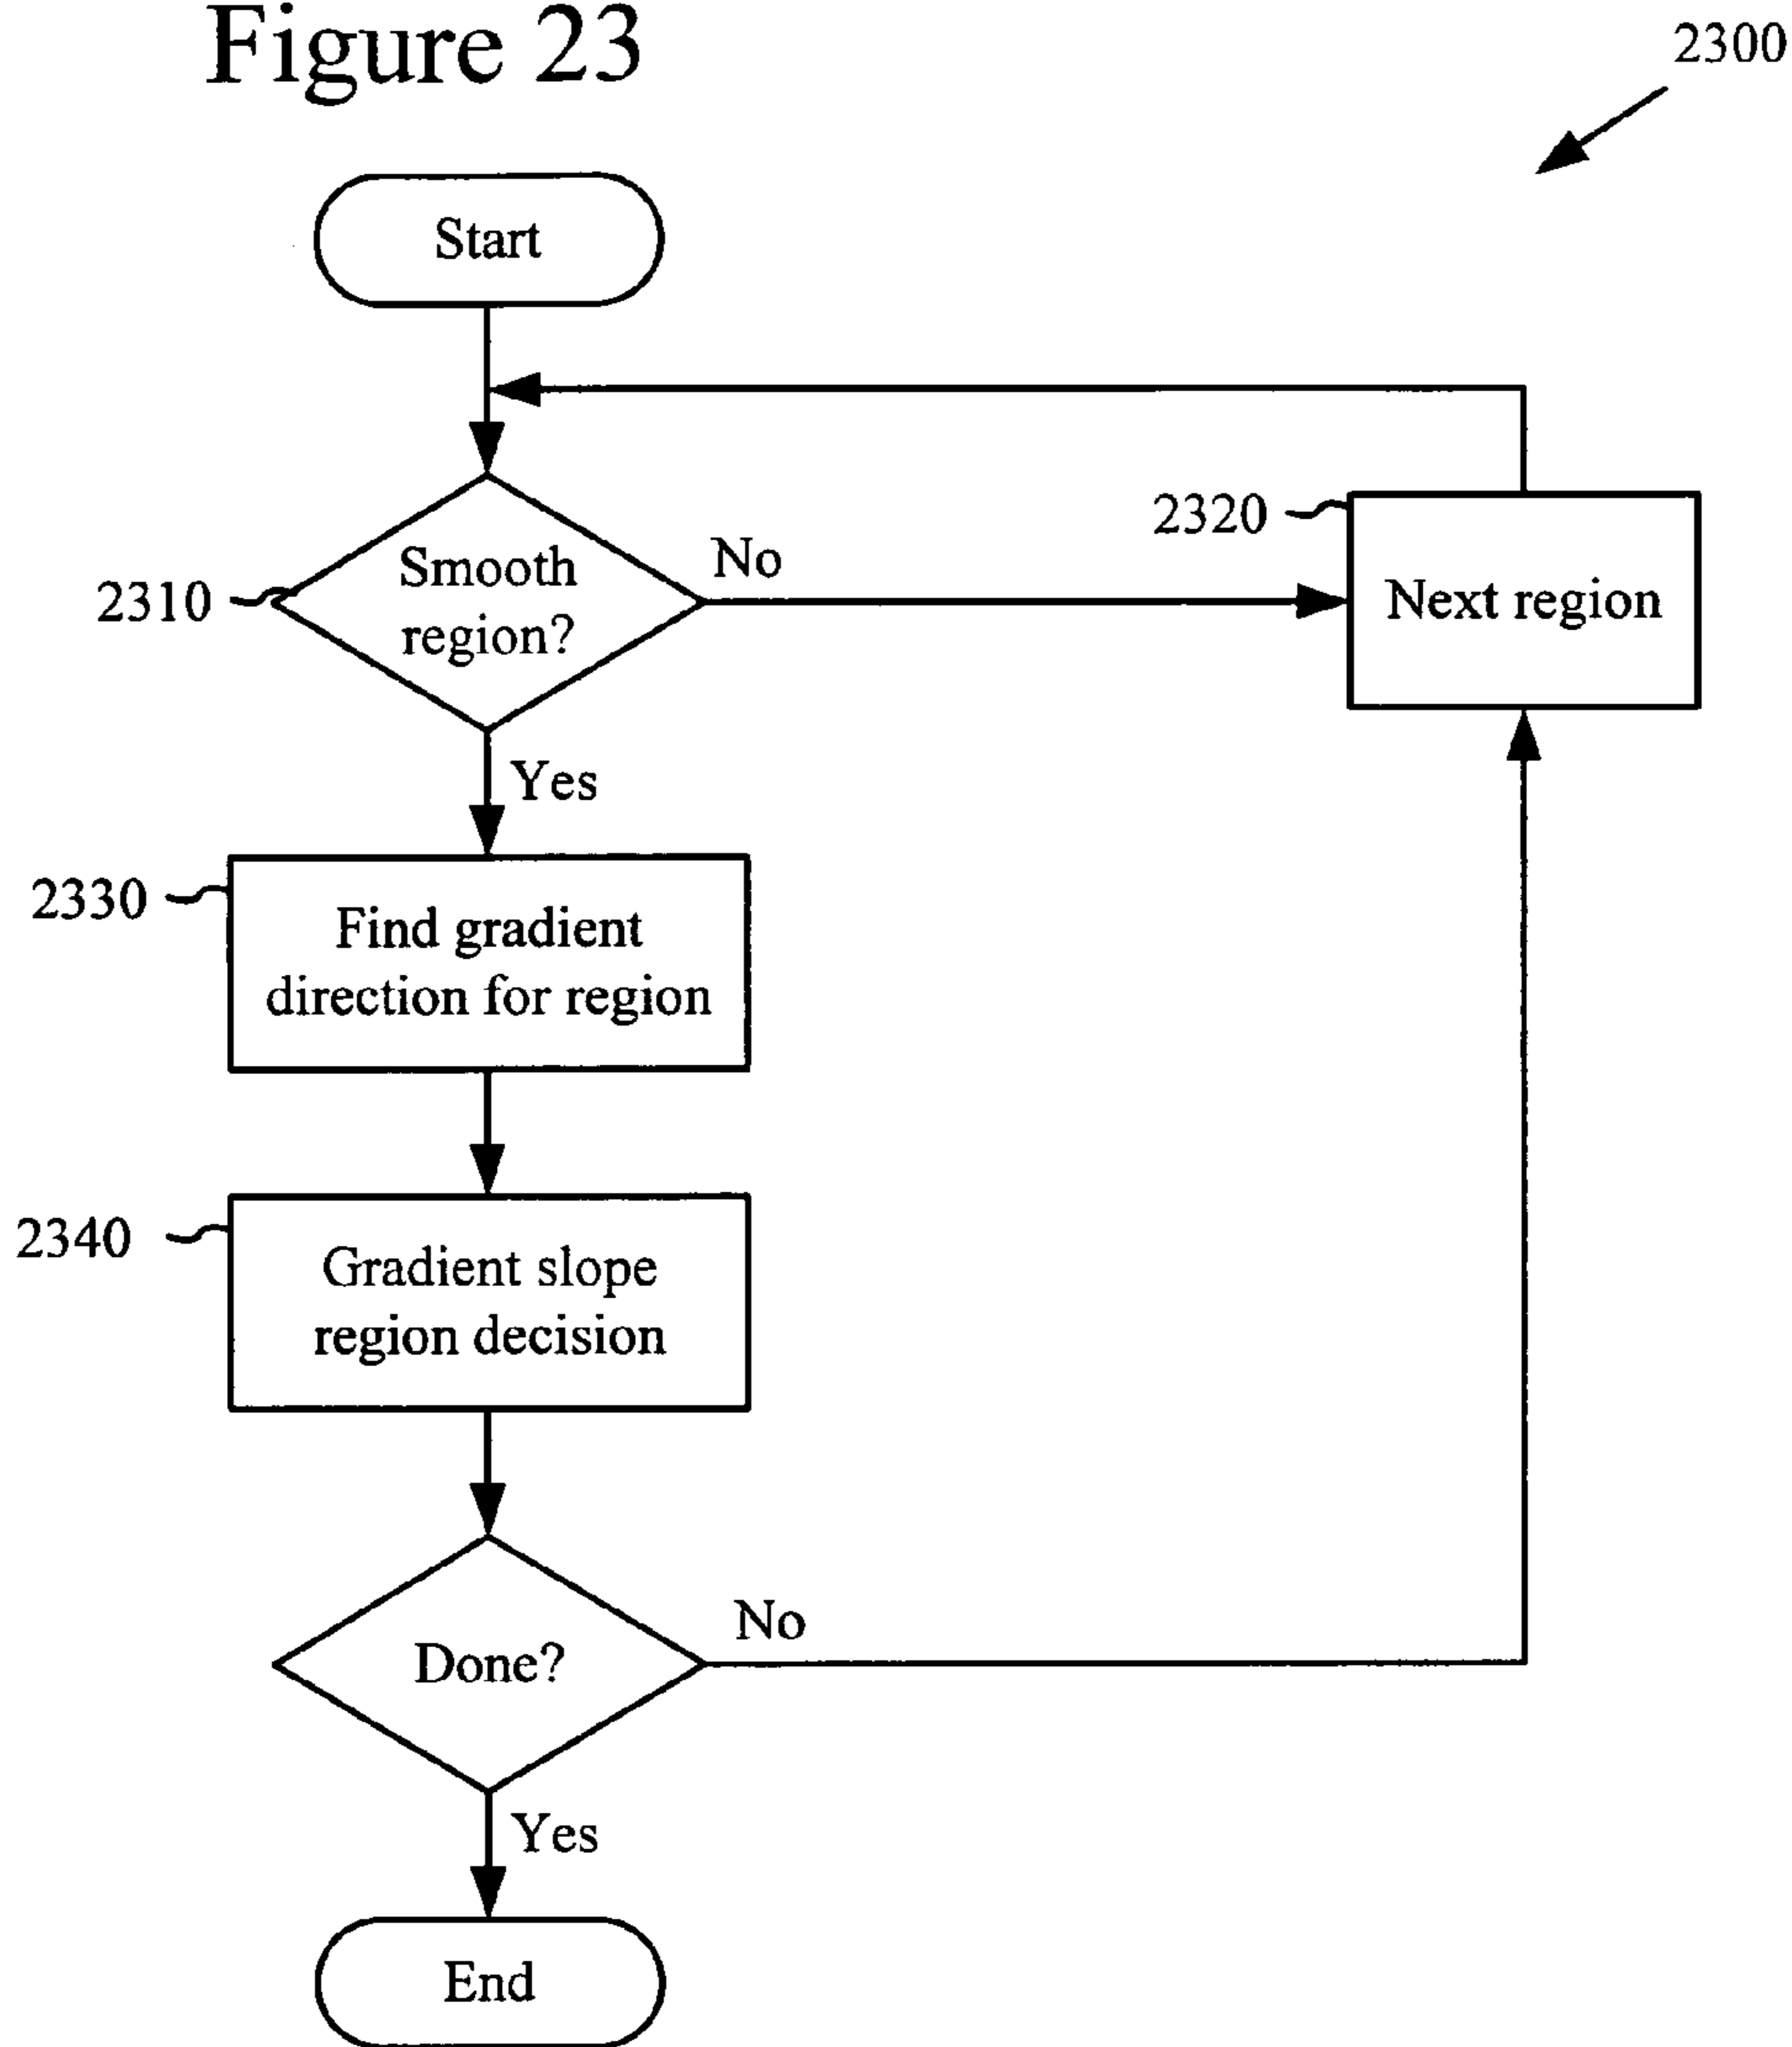 Figure 23
2300
Start
2310
Smooth
region?
No
2320
Next region
Yes
2330
Find gradient
direction for region
2340
Gradient slope
region decision
Done?
No
Yes
End